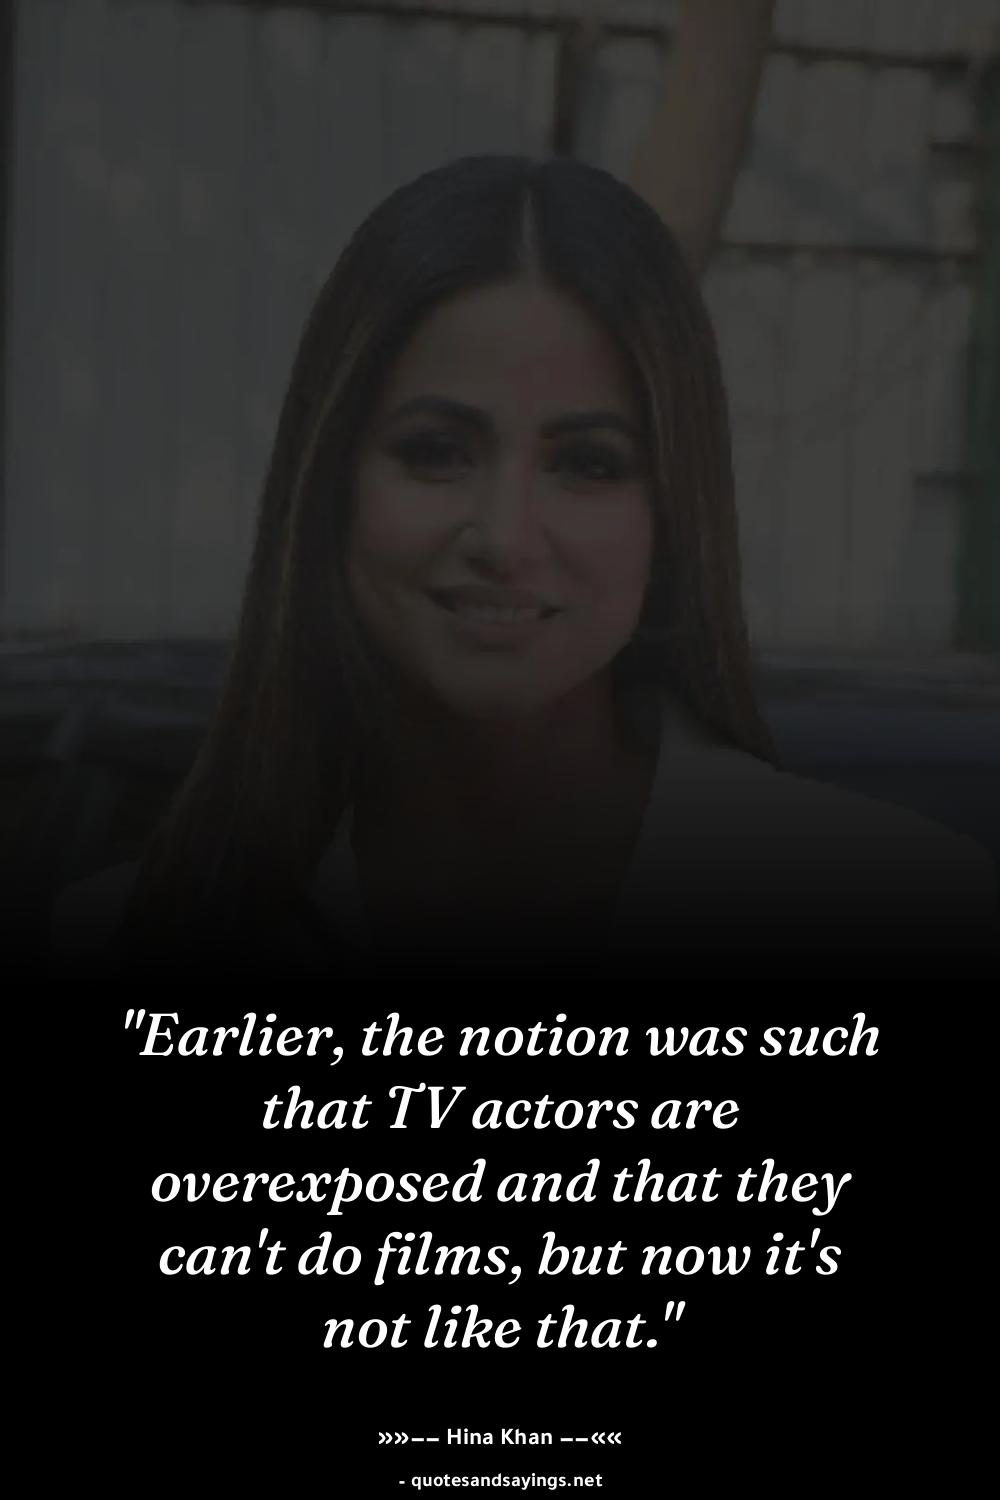 "Earlier, the notion was such
that TV actors are
overexposed and that they
can't do films, but now it's
not like that."
»»−− Hina Khan −−««
- quotesandsayings.net